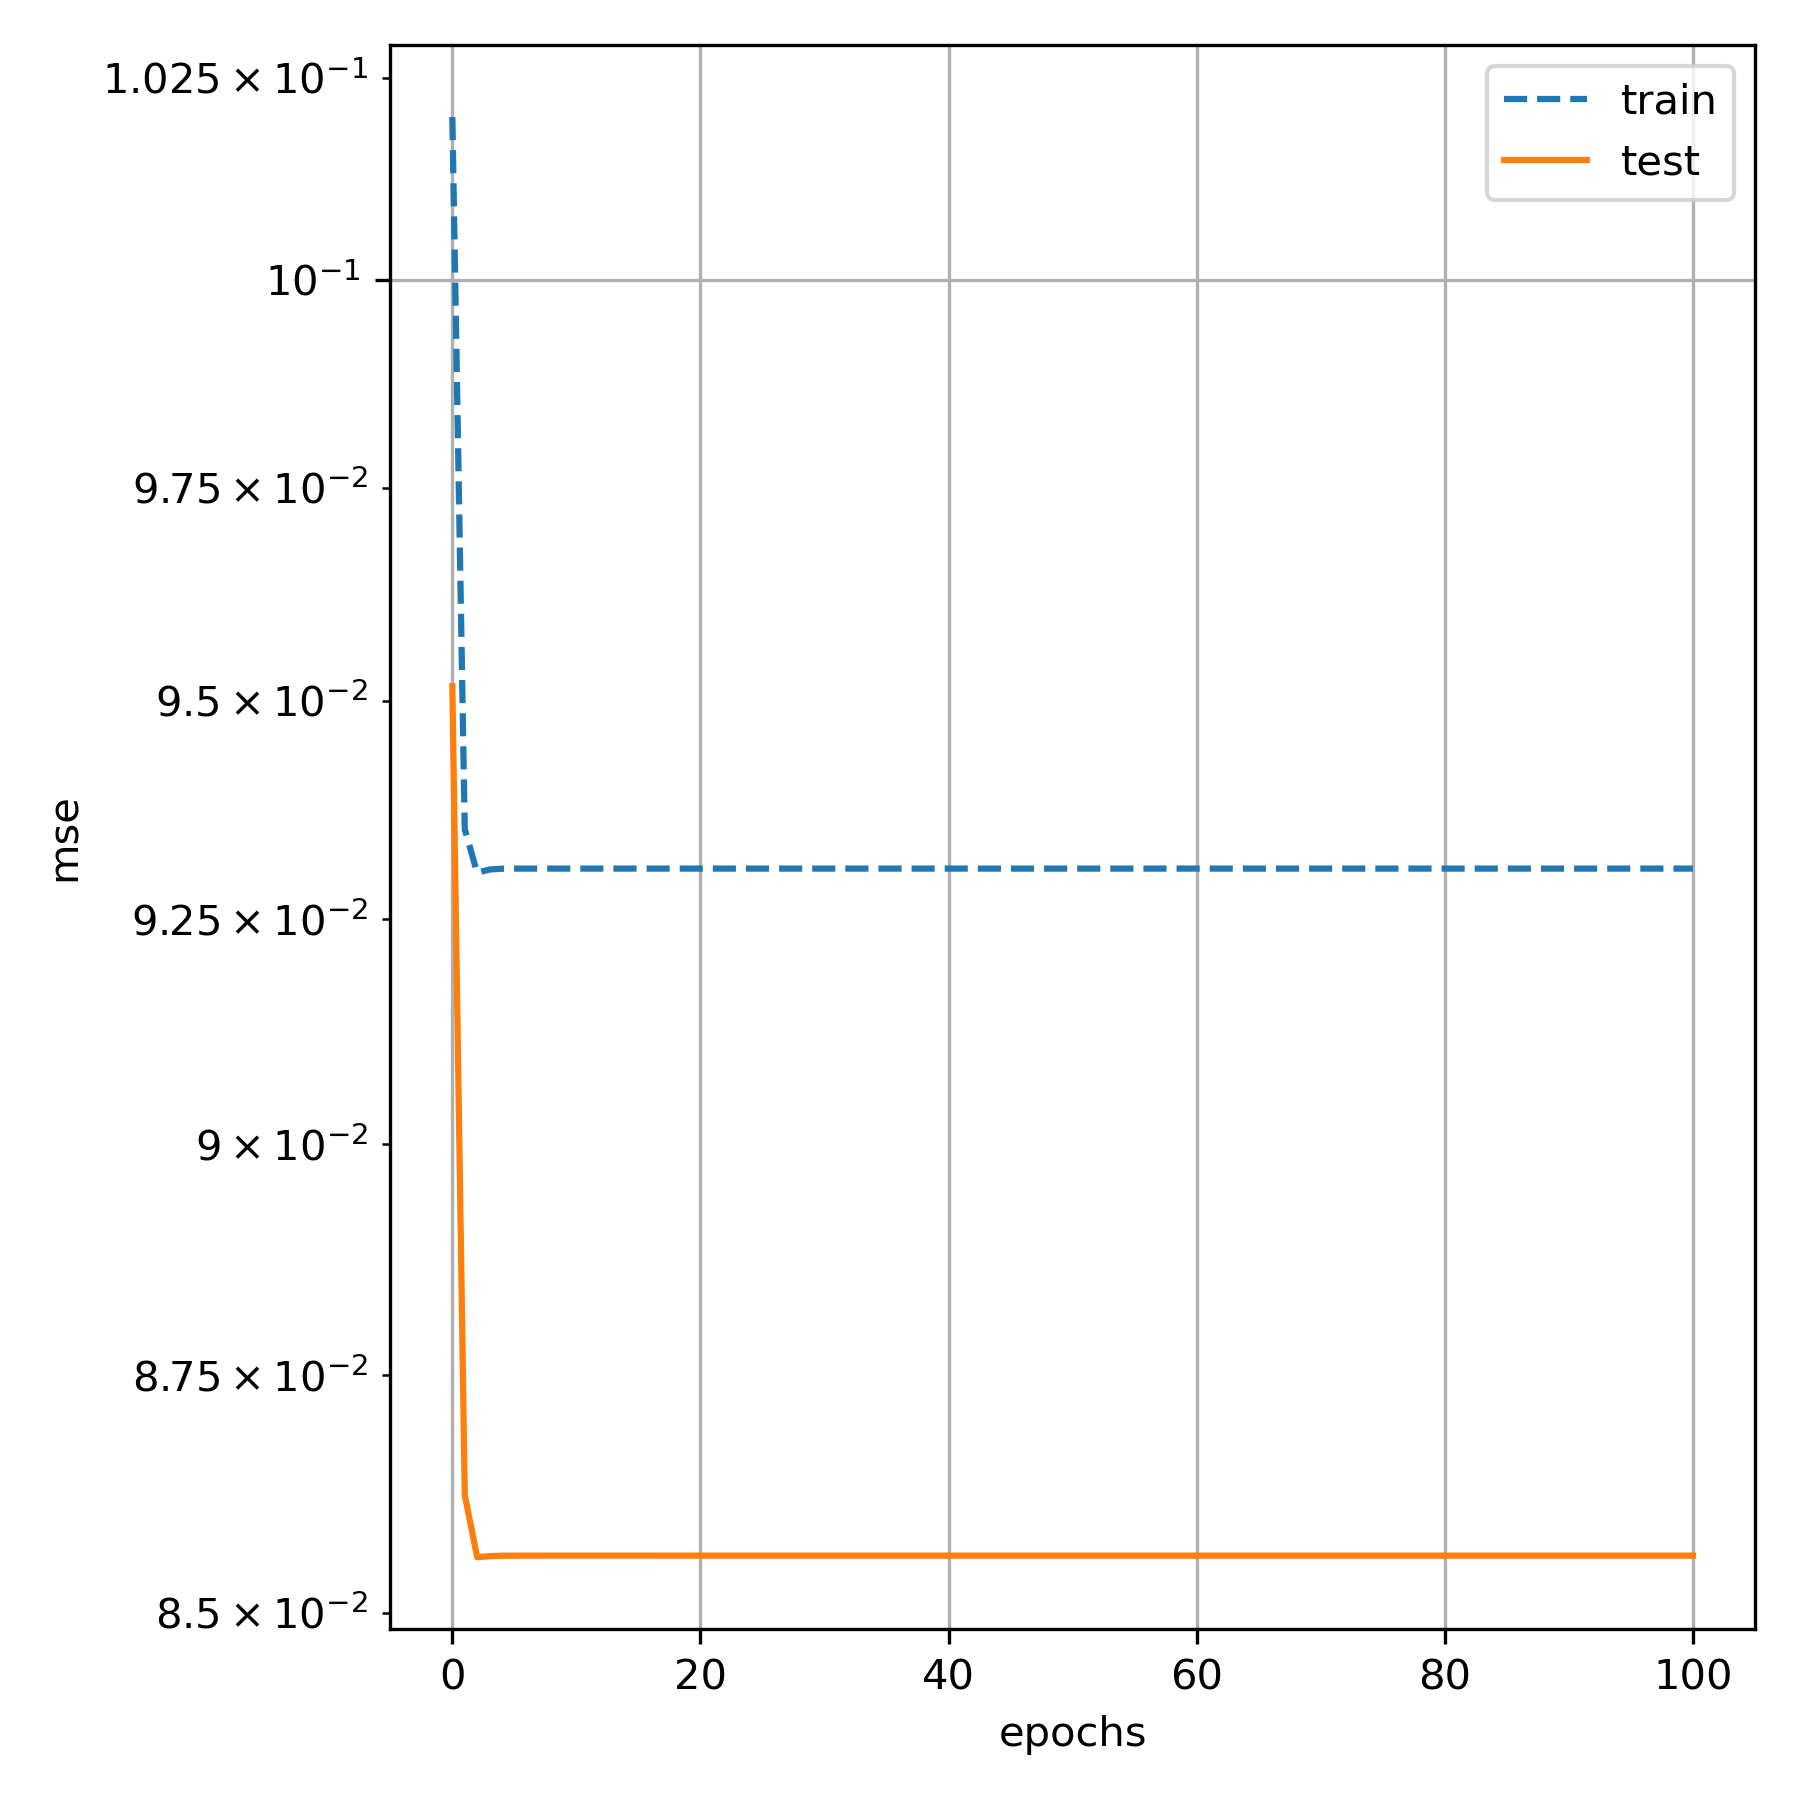 1.025 × 10⁻¹
10⁻¹
9.75 × 10⁻²
9.5 × 10⁻²
9.25 × 10⁻²
9 × 10⁻²
8.75 × 10⁻²
8.5 × 10⁻²
mse
train
test
0 20 40 60 80 100
epochs